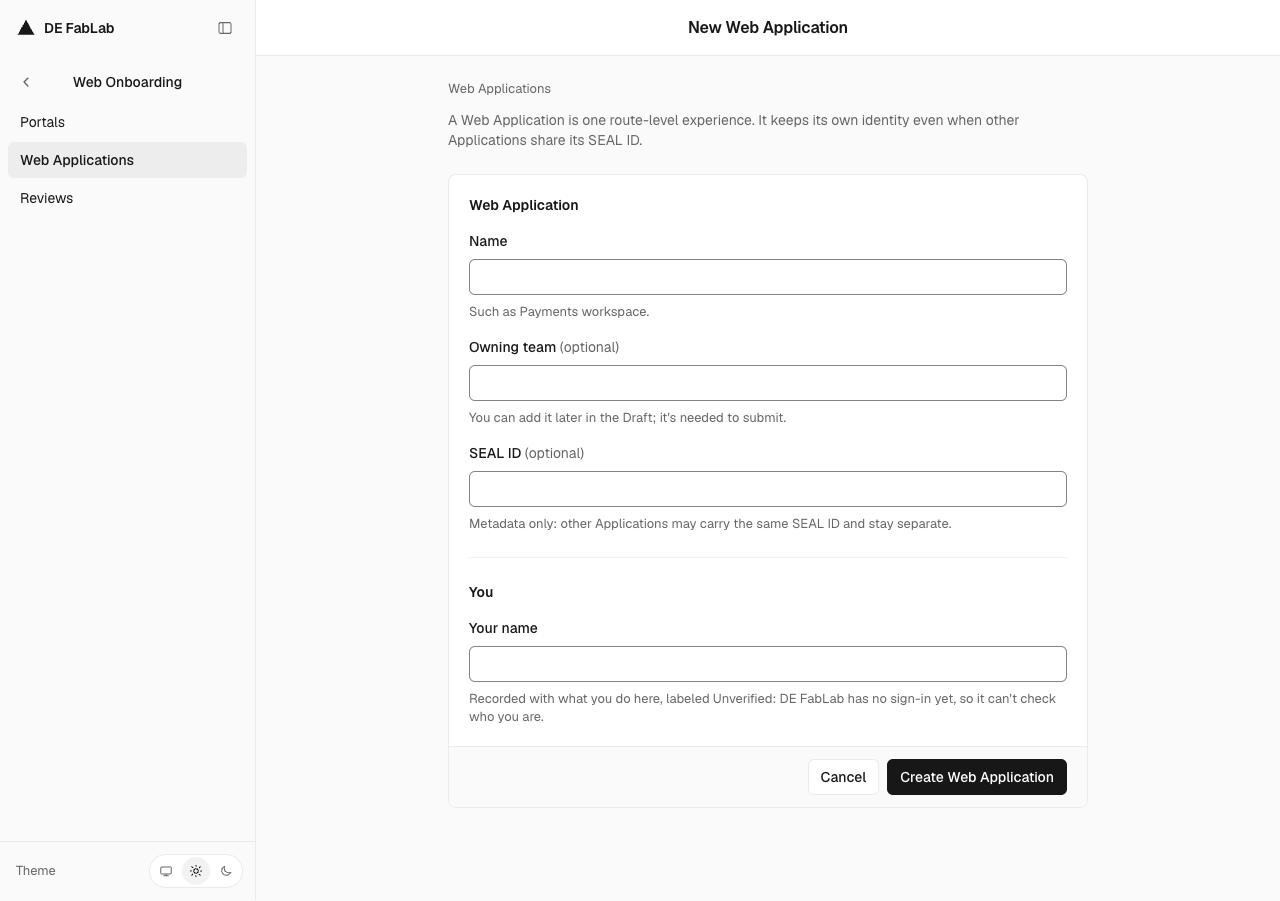 DE FabLab
New Web Application
Web Onboarding
Portals
Web Applications
Reviews
Web Applications
A Web Application is one route-level experience. It keeps its own identity even when other
Applications share its SEAL ID.
Web Application
Name
Such as Payments workspace.
Owning team (optional)
You can add it later in the Draft; it's needed to submit.
SEAL ID (optional)
Metadata only: other Applications may carry the same SEAL ID and stay separate.
You
Your name
Recorded with what you do here, labeled Unverified: DE FabLab has no sign-in yet, so it can't check
who you are.
Cancel
Create Web Application
Theme